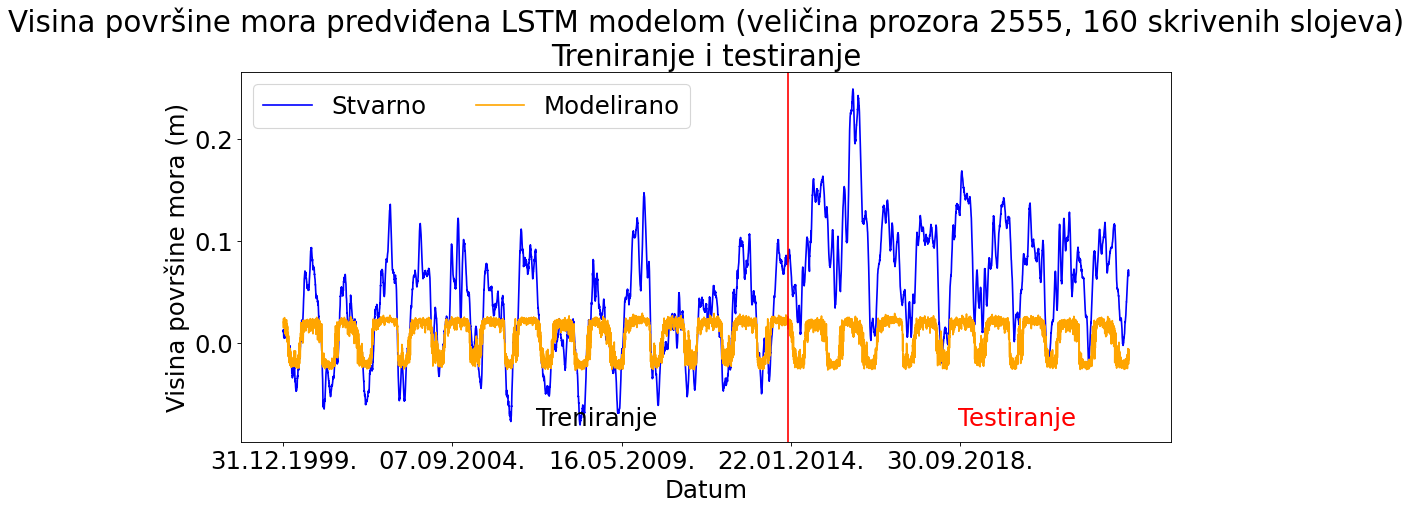 Visina površine mora predviđena LSTM modelom (veličina prozora 2555, 160 skrivenih slojeva)
Treniranje i testiranje
Stvarno
Modelirano
Visina površine mora (m)
0.2
0.1
0.0
Treniranje
Testiranje
31.12.1999.
07.09.2004.
16.05.2009.
22.01.2014.
30.09.2018.
Datum